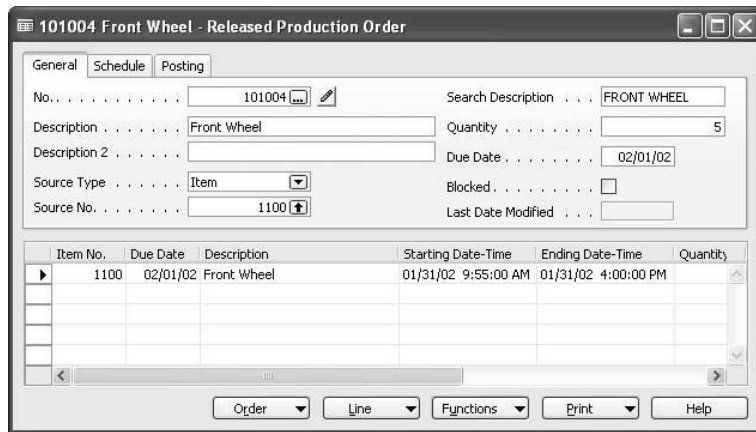 101004 Front Wheel - Released Production Order
General Schedule Posting
No. . . . . . . . . . . . 101004 ... Search Description . . . FRONT WHEEL
Description . . . . . . . Front Wheel Quantity . . . . . . . . 5
Description 2 . . . . . . Due Date . . . . . . . . 02/01/02
Source Type . . . . . . Item Blocked . . . . . . . . .
Source No. . . . . . . . 1100 Last Date Modified . . .
Item No. Due Date Description Starting Date-Time Ending Date-Time Quantity
1100 02/01/02 Front Wheel 01/31/02 9:55:00 AM 01/31/02 4:00:00 PM
Order Line Functions Print Help